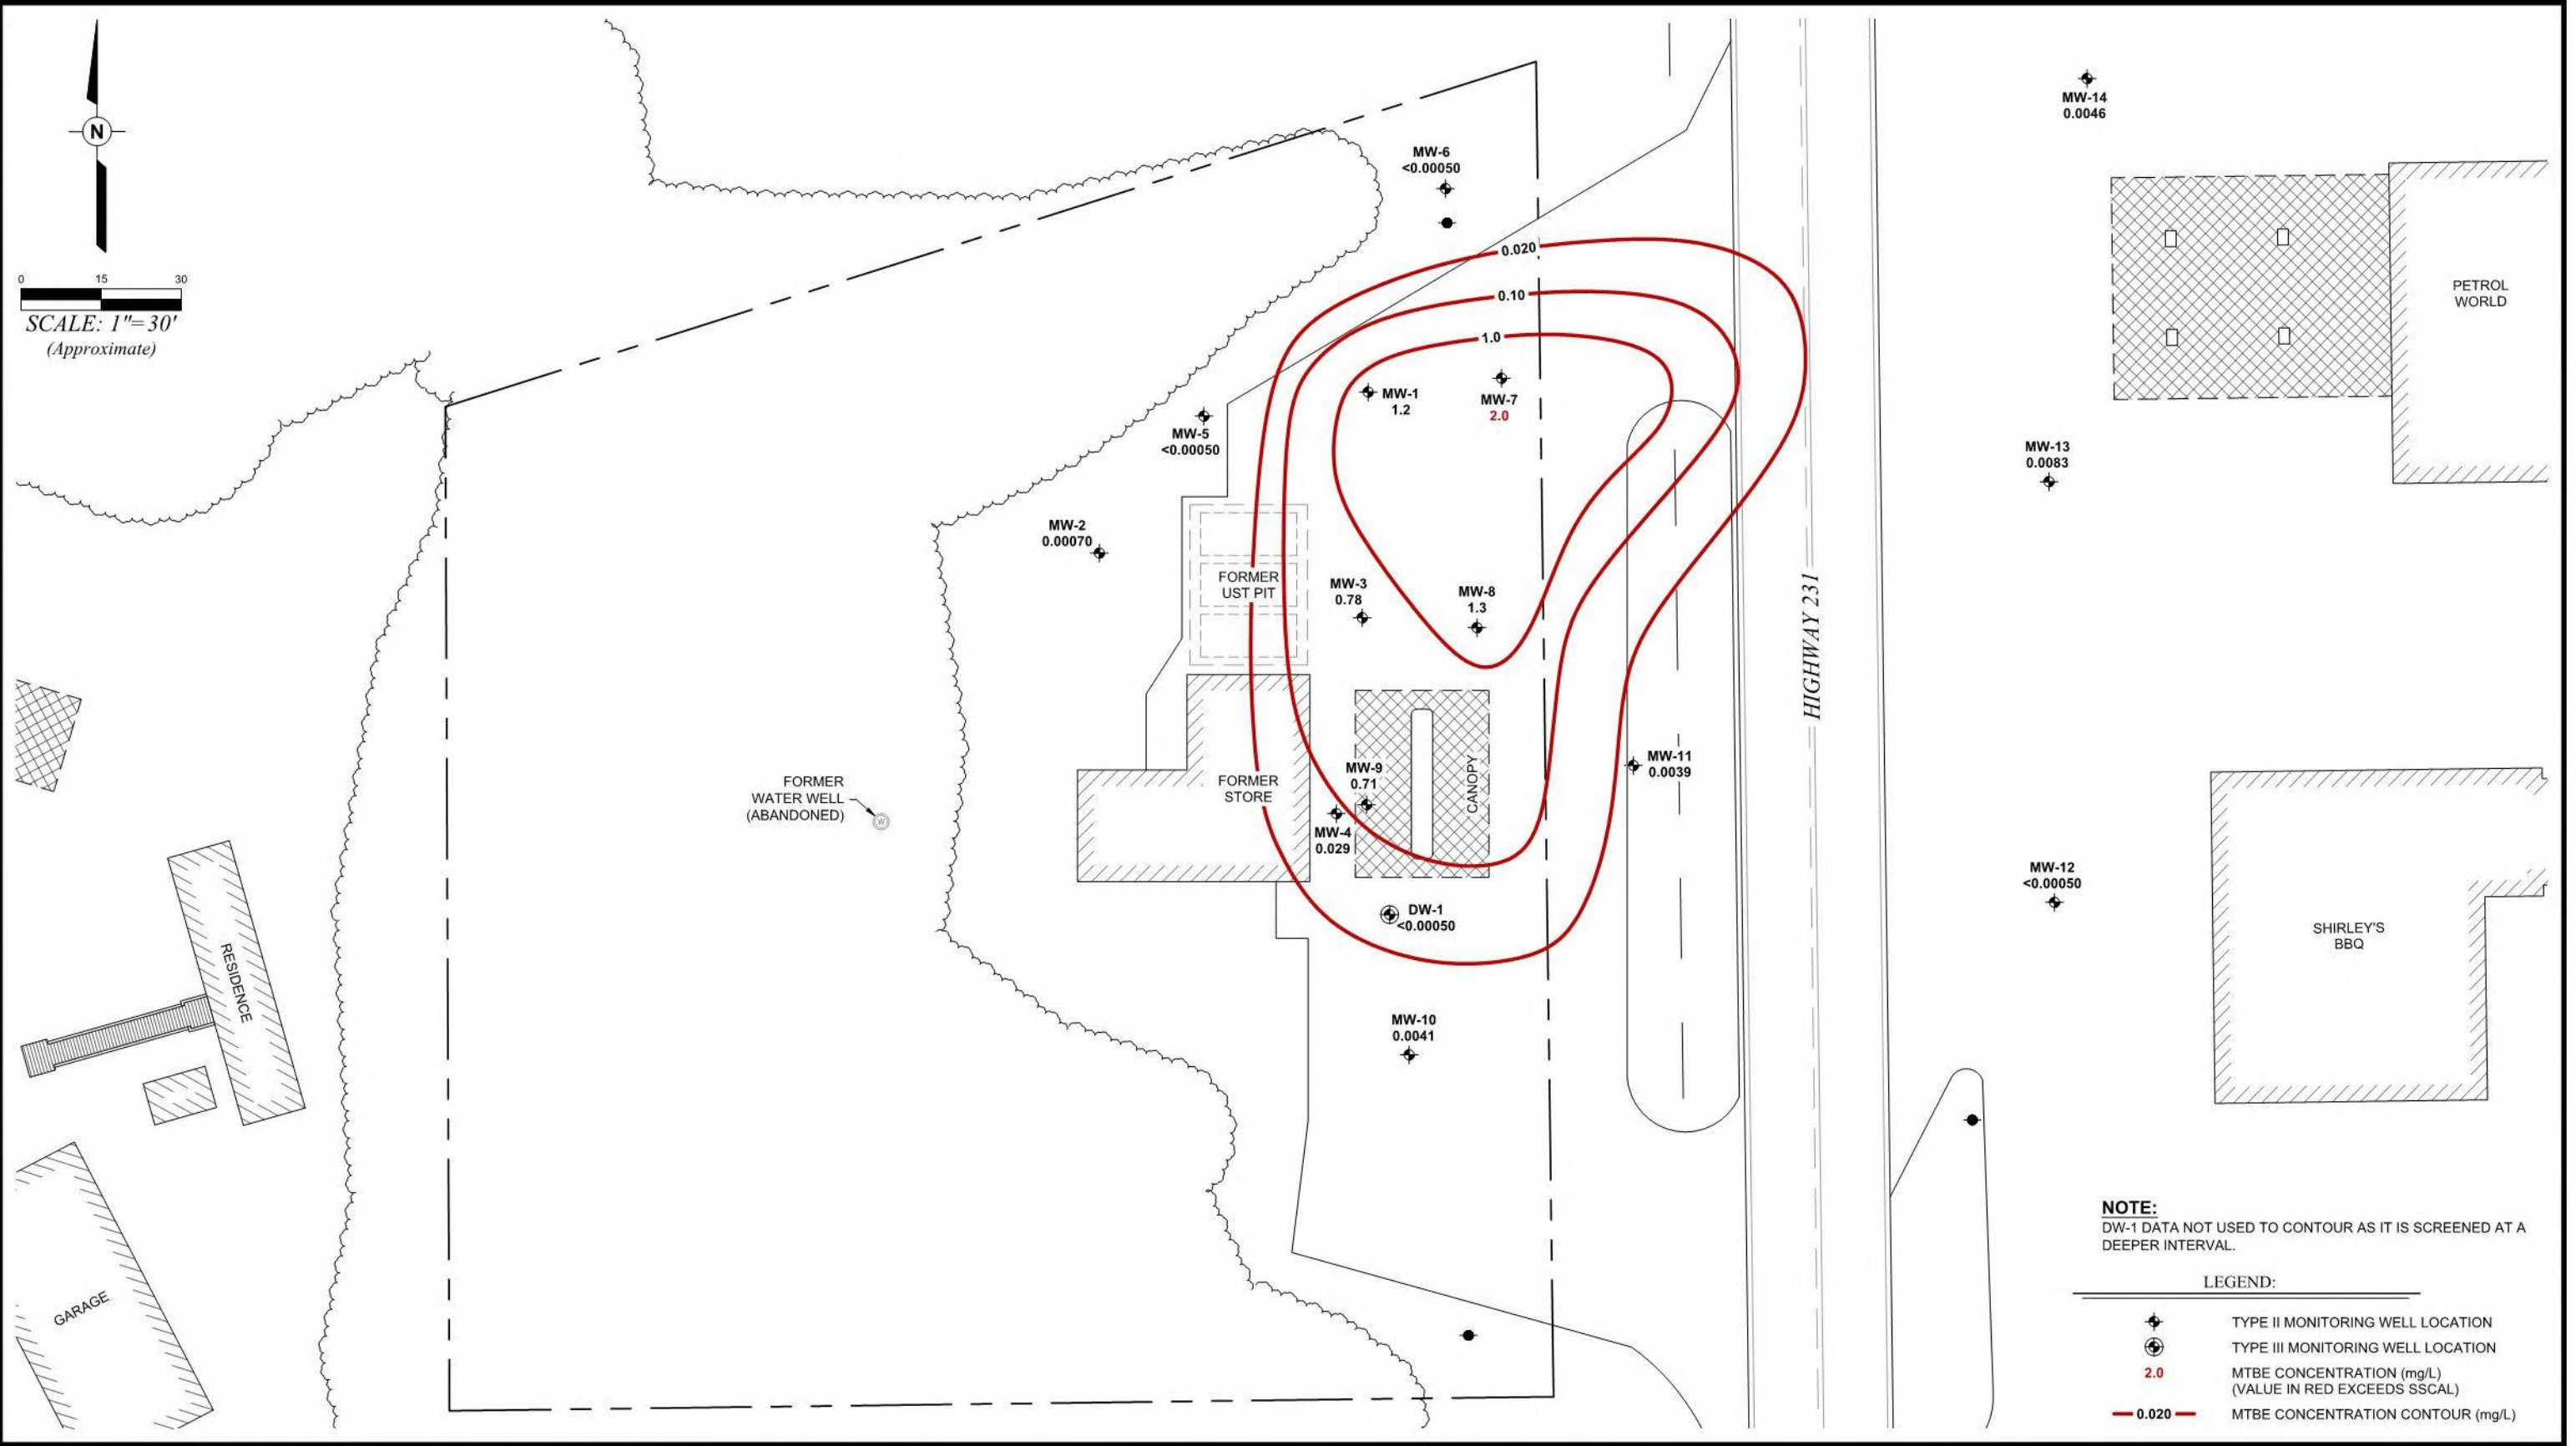 N
0 15 30
SCALE: 1"=30'
(Approximate)
MW-14
0.0046
MW-6
<0.00050
0.020
0.10
1.0
PETROL
WORLD
MW-1
1.2
MW-7
2.0
MW-5
<0.00050
MW-13
0.0083
MW-2
0.00070
FORMER
UST PIT
MW-3
0.78
MW-8
1.3
HIGHWAY 231
MW-11
0.0039
MW-9
0.71
CANOPY
FORMER
STORE
FORMER
WATER WELL
(ABANDONED)
W
MW-4
0.029
MW-12
<0.00050
DW-1
<0.00050
SHIRLEY'S
BBQ
RESIDENCE
MW-10
0.0041
GARAGE
NOTE:
DW-1 DATA NOT USED TO CONTOUR AS IT IS SCREENED AT A
DEEPER INTERVAL.
LEGEND:
TYPE II MONITORING WELL LOCATION
TYPE III MONITORING WELL LOCATION
2.0 MTBE CONCENTRATION (mg/L)
(VALUE IN RED EXCEEDS SSCAL)
0.020 MTBE CONCENTRATION CONTOUR (mg/L)